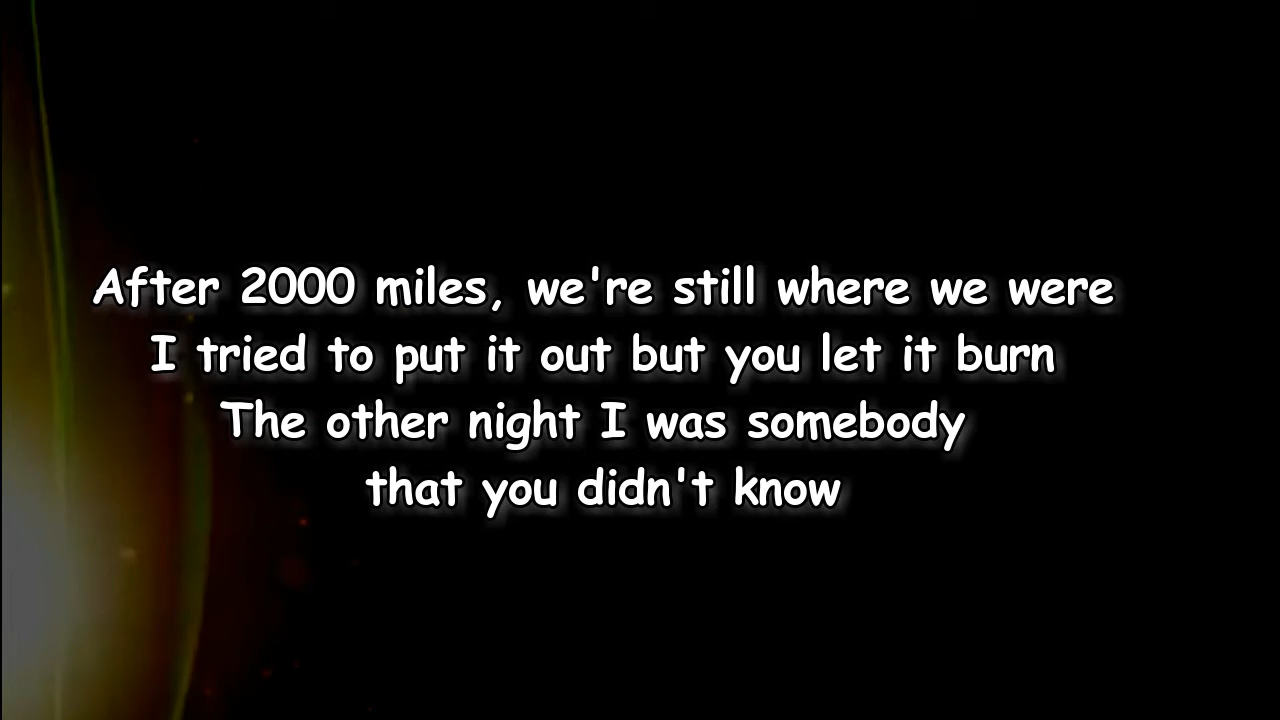 After 2000 miles, we're still where we were
I tried to put it out but you let it burn
The other night I was somebody
that you didn't know